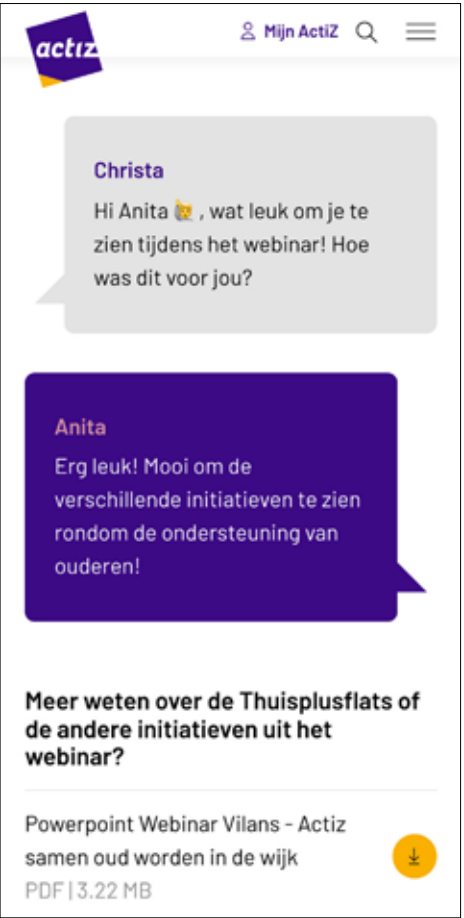 actiz
Mijn ActiZ
Christa
Hi Anita 🙋 , wat leuk om je te
zien tijdens het webinar! Hoe
was dit voor jou?
Anita
Erg leuk! Mooi om de
verschillende initiatieven te zien
rondom de ondersteuning van
ouderen!
Meer weten over de Thuisplusflats of
de andere initiatieven uit het
webinar?
Powerpoint Webinar Vilans - Actiz
samen oud worden in de wijk
PDF | 3.22 MB